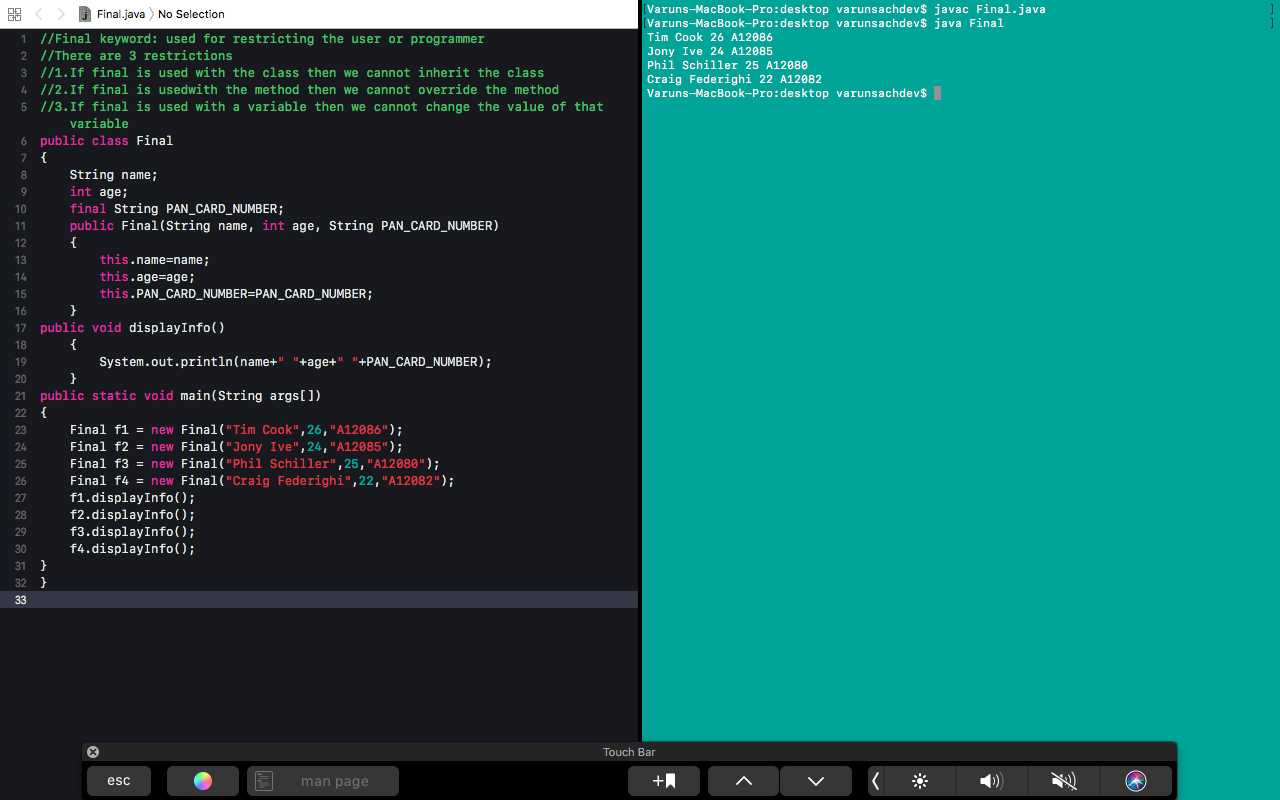 Final.java 〉 No Selection
1 //Final keyword: used for restricting the user or programmer
2 //There are 3 restrictions
3 //1.If final is used with the class then we cannot inherit the class
4 //2.If final is usedwith the method then we cannot override the method
5 //3.If final is used with a variable then we cannot change the value of that
variable
6 public class Final
7 {
8 String name;
9 int age;
10 final String PAN_CARD_NUMBER;
11 public Final(String name, int age, String PAN_CARD_NUMBER)
12 {
13 this.name=name;
14 this.age=age;
15 this.PAN_CARD_NUMBER=PAN_CARD_NUMBER;
16 }
17 public void displayInfo()
18 {
19 System.out.println(name+" "+age+" "+PAN_CARD_NUMBER);
20 }
21 public static void main(String args[])
22 {
23 Final f1 = new Final("Tim Cook",26,"A12086");
24 Final f2 = new Final("Jony Ive",24,"A12085");
25 Final f3 = new Final("Phil Schiller",25,"A12080");
26 Final f4 = new Final("Craig Federighi",22,"A12082");
27 f1.displayInfo();
28 f2.displayInfo();
29 f3.displayInfo();
30 f4.displayInfo();
31 }
32 }
33
[Varuns-MacBook-Pro:desktop varunsachdev$ javac Final.java ]
[Varuns-MacBook-Pro:desktop varunsachdev$ java Final ]
Tim Cook 26 A12086
Jony Ive 24 A12085
Phil Schiller 25 A12080
Craig Federighi 22 A12082
Varuns-MacBook-Pro:desktop varunsachdev$
Touch Bar
esc
man page